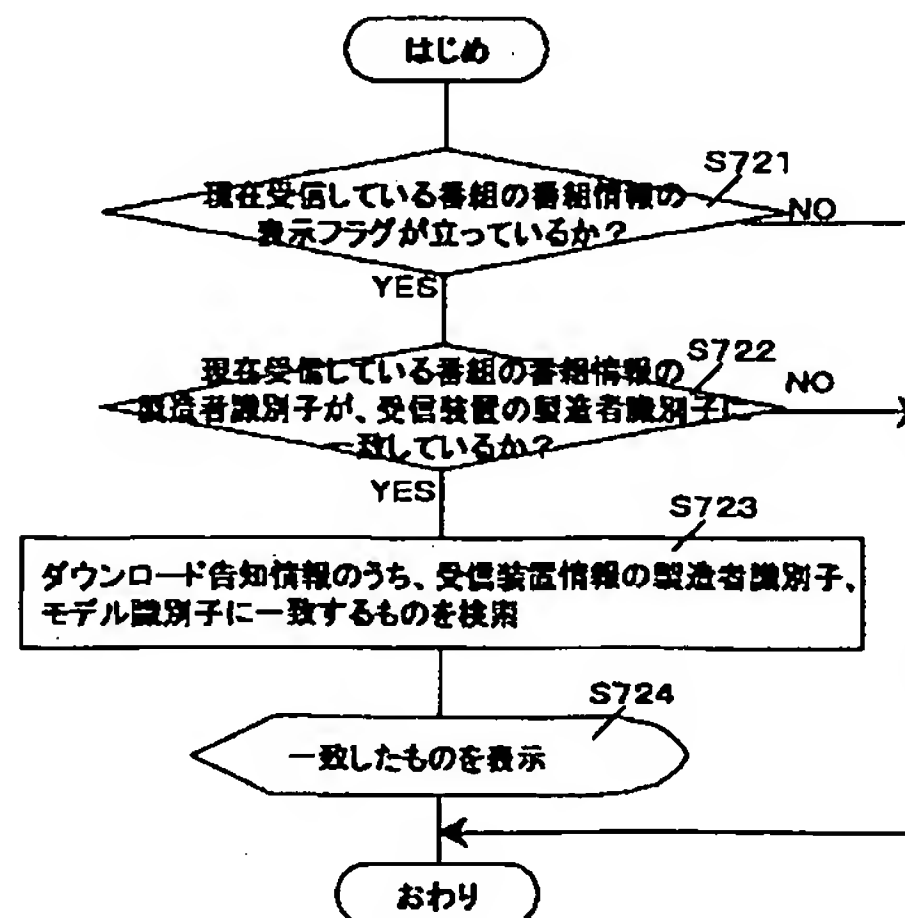 はじめ
S721
現在受信している番組の番組情報の
表示フラグが立っているか?
NO
YES
S722
現在受信している番組の番組情報の
製造者識別子が、受信装置の製造者識別子に
一致しているか?
NO
YES
S723
ダウンロード告知情報のうち、受信装置情報の製造者識別子、
モデル識別子に一致するものを検索
S724
一致したものを表示
おわり